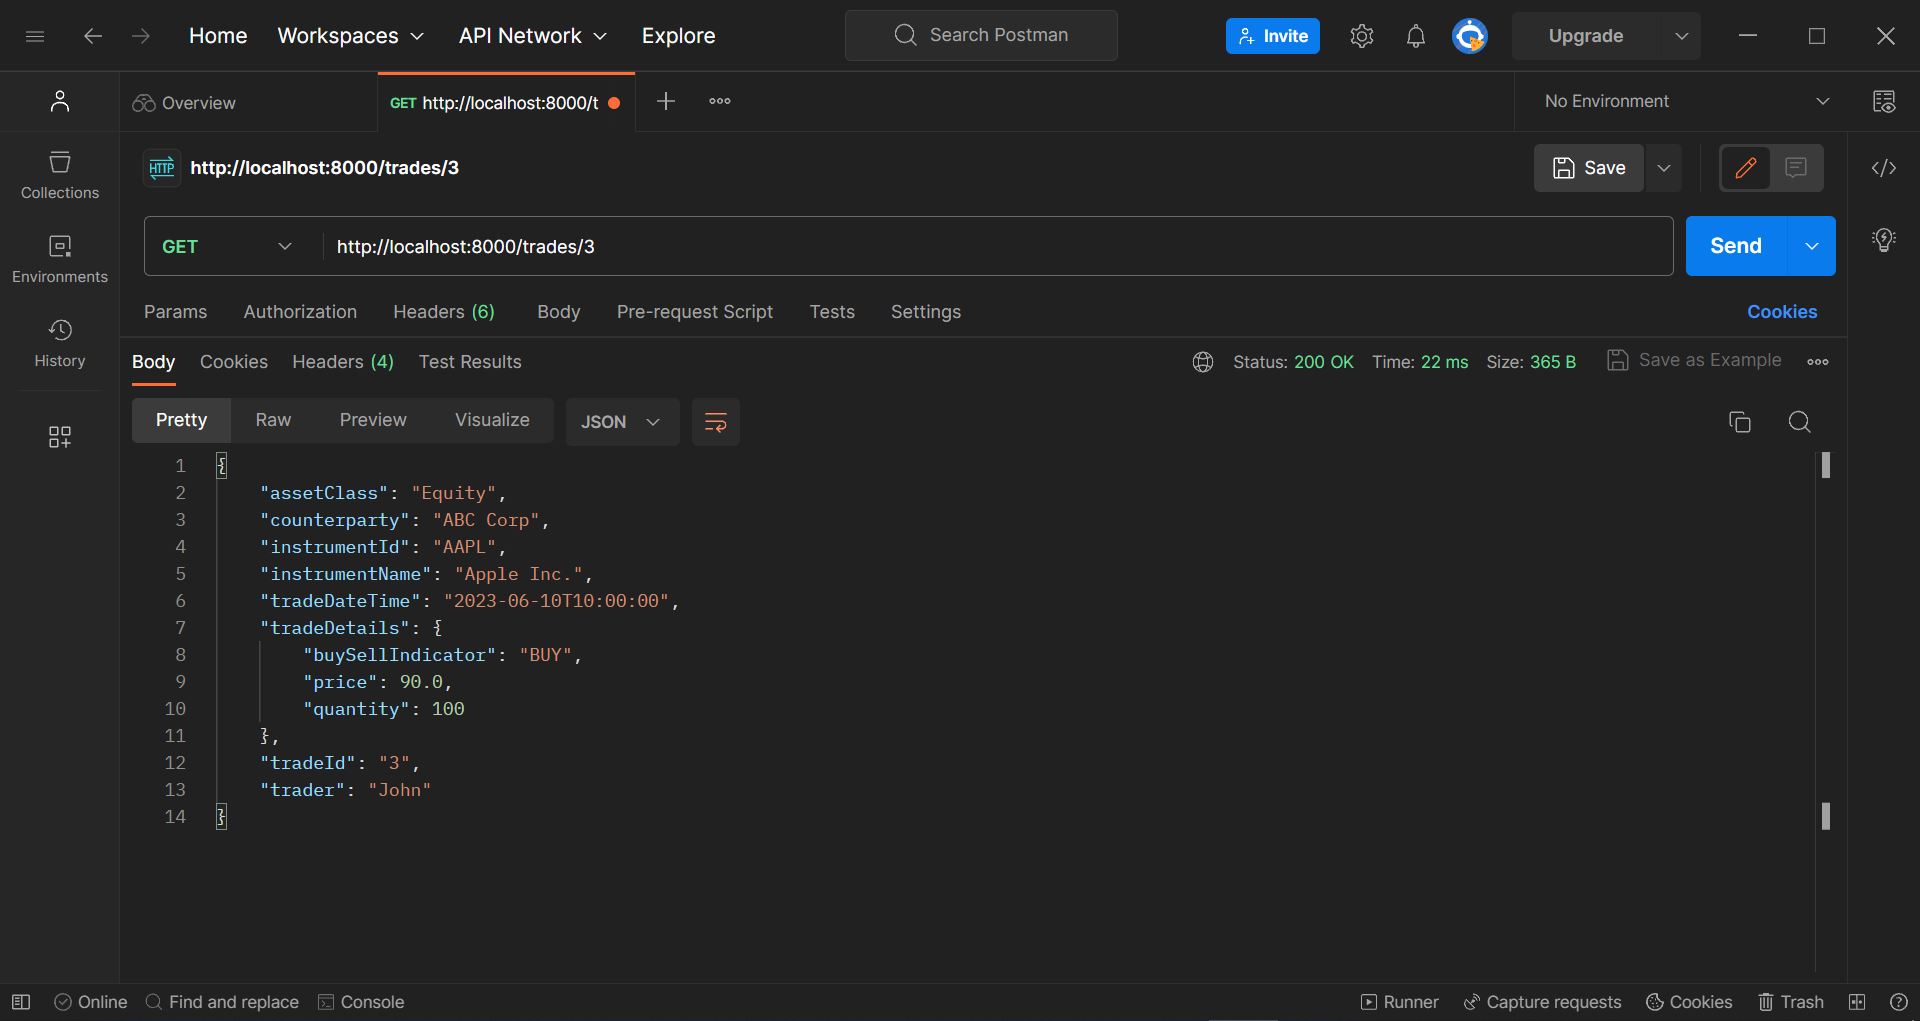 Home Workspaces API Network Explore Search Postman Invite Upgrade
Overview GET http://localhost:8000/t No Environment
HTTP http://localhost:8000/trades/3 Save
Collections
GET http://localhost:8000/trades/3 Send
Environments
Params Authorization Headers (6) Body Pre-request Script Tests Settings Cookies
History
Body Cookies Headers (4) Test Results Status: 200 OK Time: 22 ms Size: 365 B Save as Example
Pretty Raw Preview Visualize JSON
1 {
2 "assetClass": "Equity",
3 "counterparty": "ABC Corp",
4 "instrumentId": "AAPL",
5 "instrumentName": "Apple Inc.",
6 "tradeDateTime": "2023-06-10T10:00:00",
7 "tradeDetails": {
8 "buySellIndicator": "BUY",
9 "price": 90.0,
10 "quantity": 100
11 },
12 "tradeId": "3",
13 "trader": "John"
14 }
Online Find and replace Console Runner Capture requests Cookies Trash